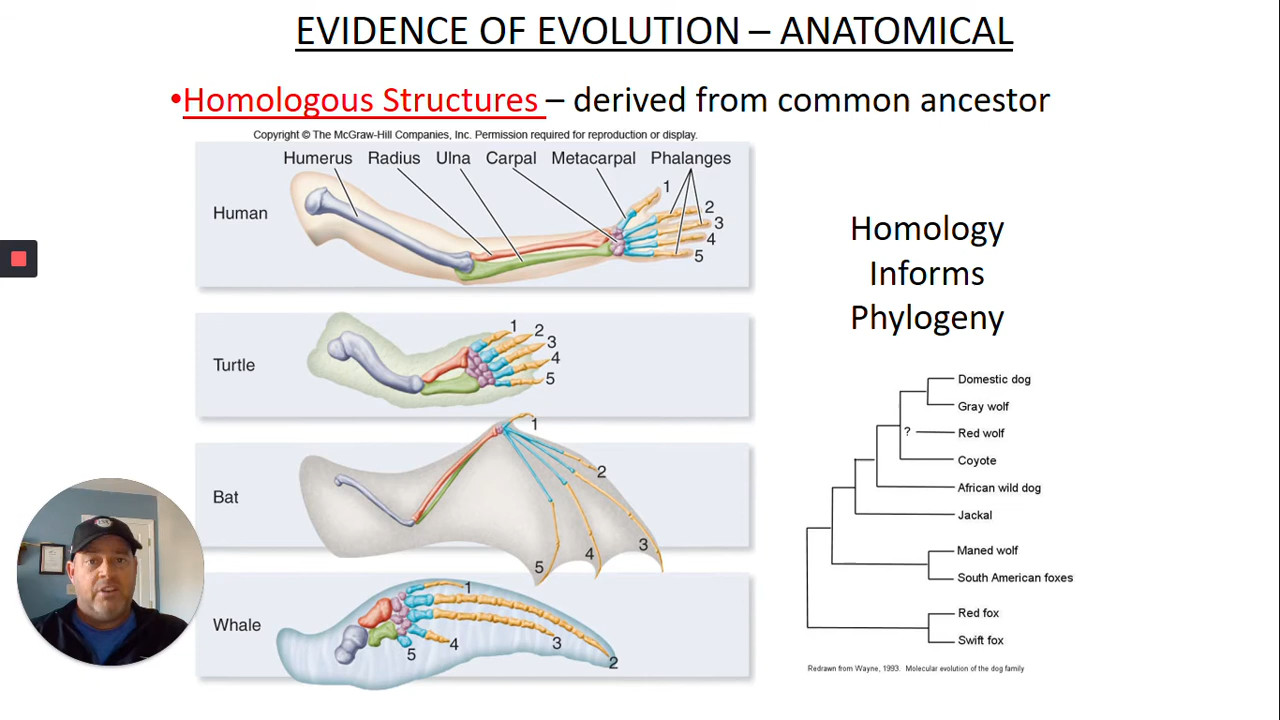 EVIDENCE OF EVOLUTION – ANATOMICAL
•Homologous Structures – derived from common ancestor
Copyright © The McGraw-Hill Companies, Inc. Permission required for reproduction or display.
Humerus Radius Ulna Carpal Metacarpal Phalanges
Human
1
2
3
4
5
Turtle
1
2
3
4
5
Bat
1
2
3
4
5
Whale
1
2
3
4
5
Homology
Informs
Phylogeny
Domestic dog
Gray wolf
? Red wolf
Coyote
African wild dog
Jackal
Maned wolf
South American foxes
Red fox
Swift fox
Redrawn from Wayne, 1993. Molecular evolution of the dog family